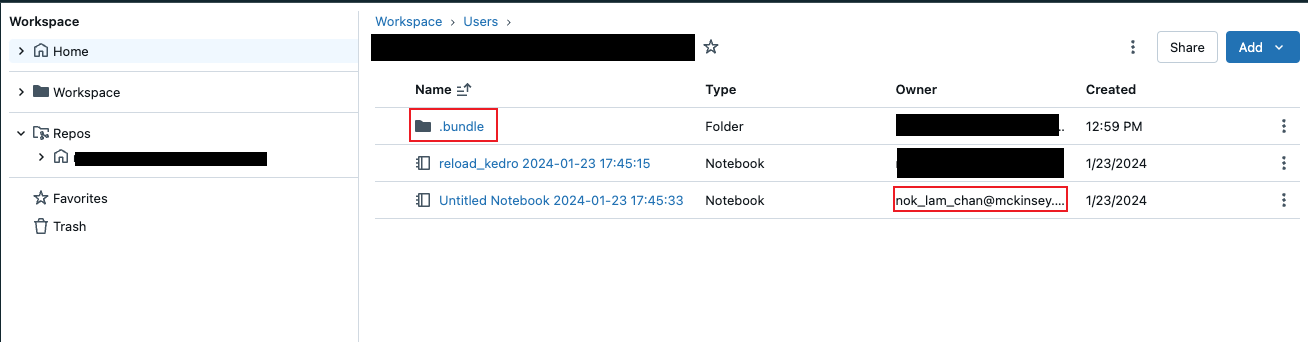 Workspace
Home
Workspace
Repos
Favorites
Trash
Workspace › Users ›
Share
Add
Name Type Owner Created
.bundle Folder 12:59 PM
reload_kedro 2024-01-23 17:45:15 Notebook 1/23/2024
Untitled Notebook 2024-01-23 17:45:33 Notebook nok_lam_chan@mckinsey.... 1/23/2024